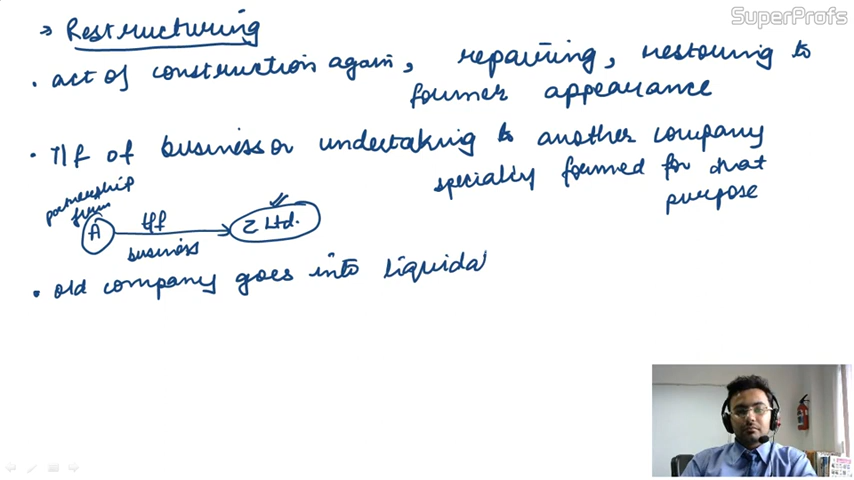 SuperProfs
→ Restructuring
• act of construction again, repairing, restoring to
former appearance
• T/f of business or undertaking to another company
specially formed for that
purpose
partnership
firm
A tff Z Ltd.
business
• old company goes into liquida